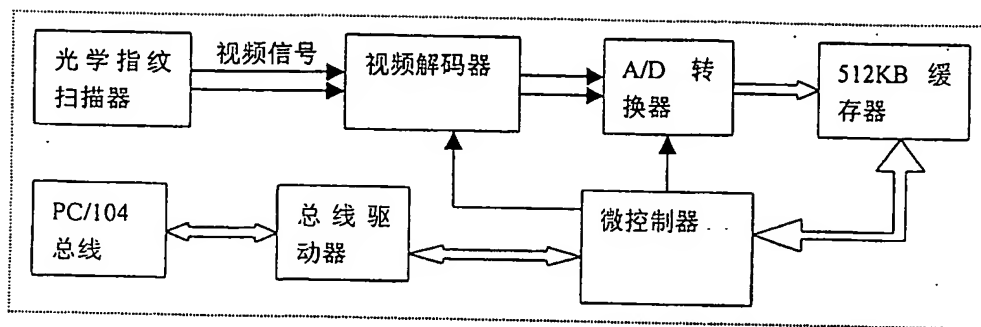 光学指纹
扫描器
视频信号
视频解码器
A/D 转
换器
512KB 缓
存器
PC/104
总线
总线驱
动器
微控制器